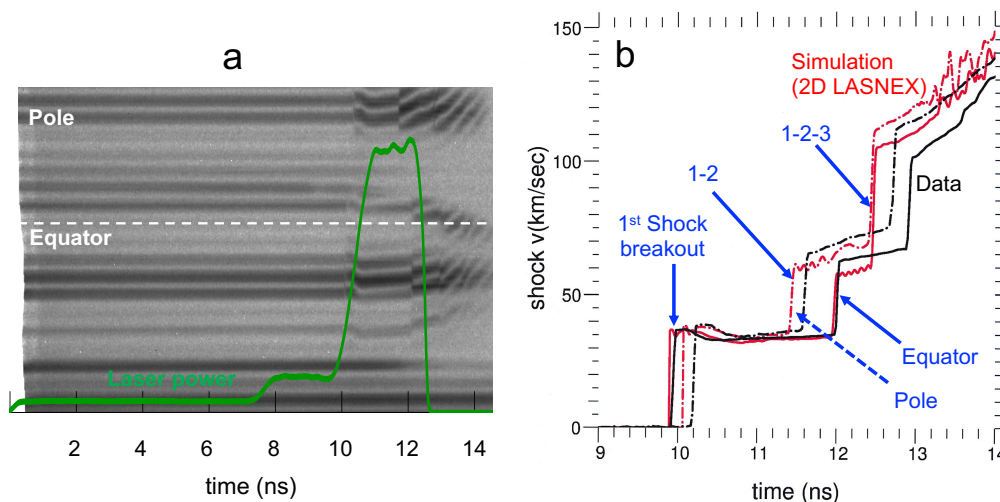 a
Pole
Equator
Laser power
2 4 6 8 10 12 14
time (ns)
b
150
100
50
0
shock v(km/sec)
Simulation
(2D LASNEX)
1-2-3
1-2
Data
1st Shock
breakout
Equator
Pole
9 10 11 12 13 14
time (ns)